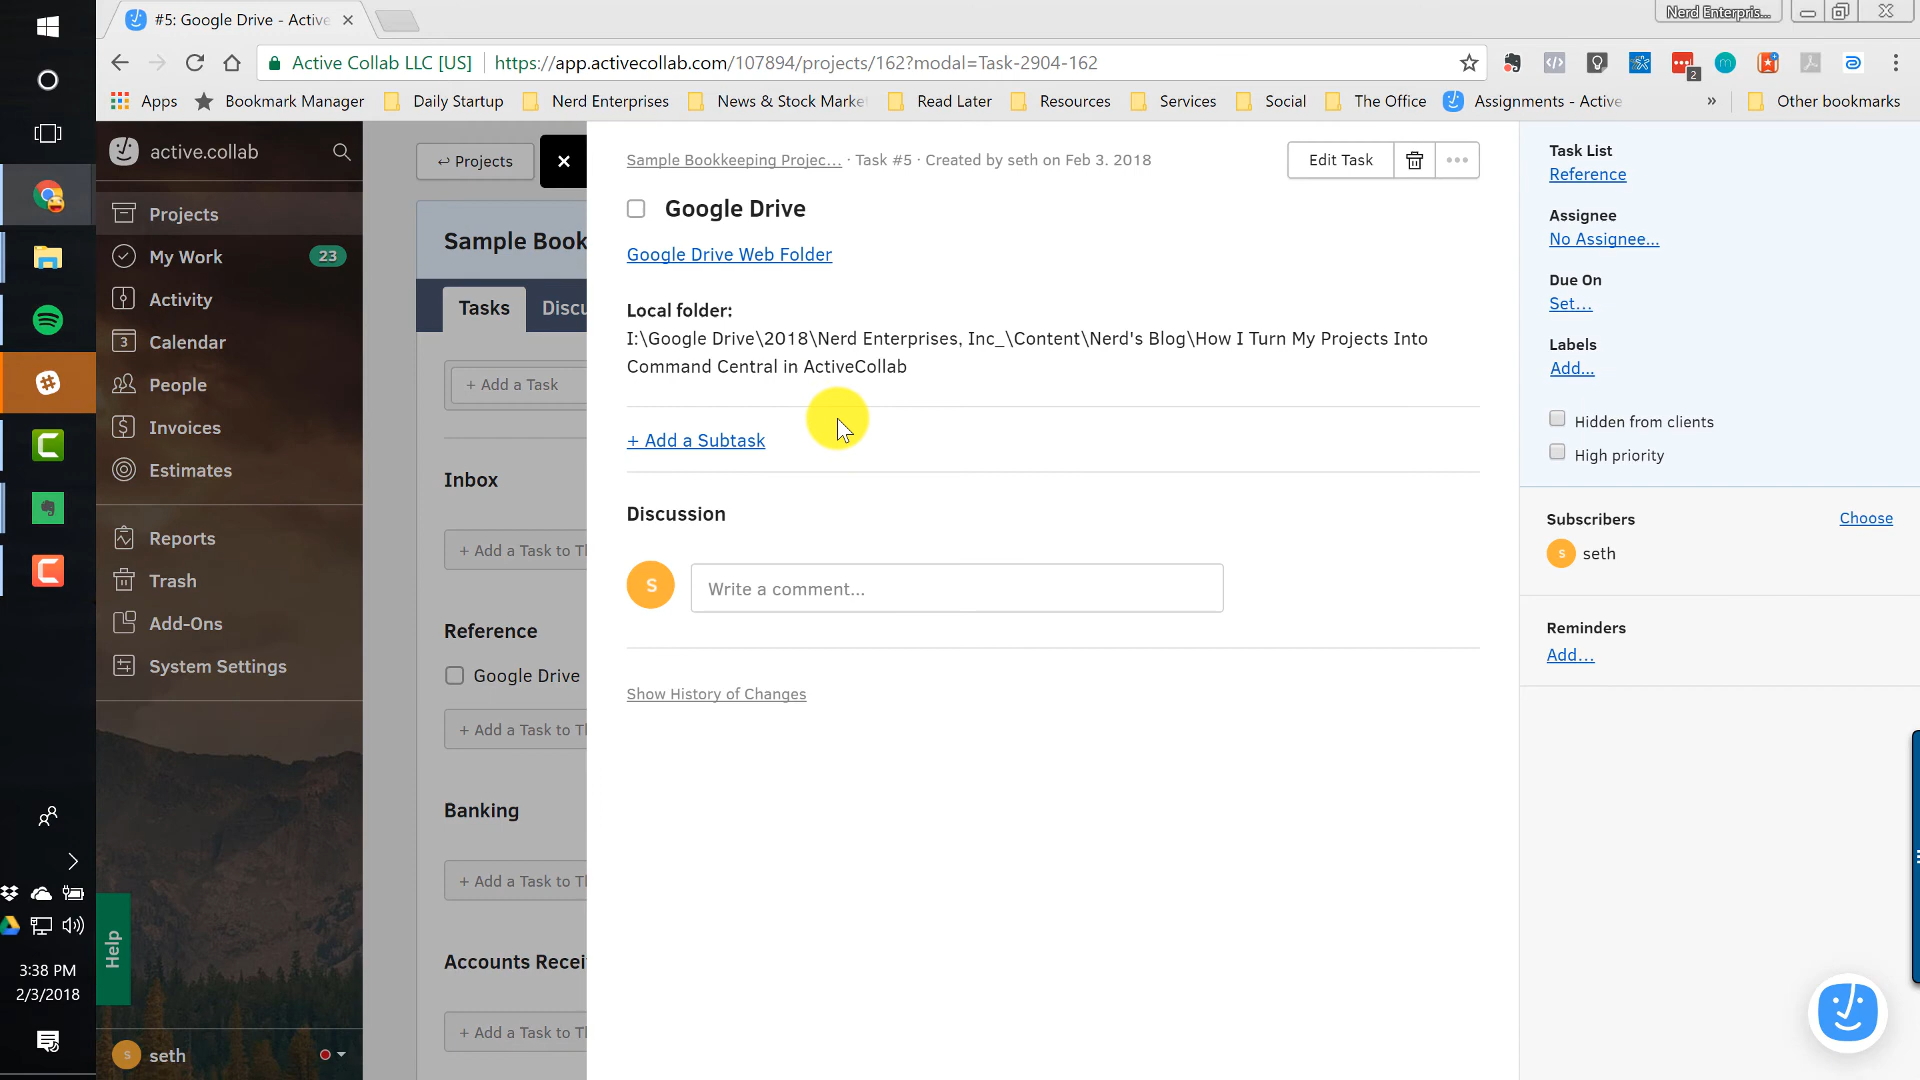 #5: Google Drive - Active
Nerd Enterpris...
Active Collab LLC [US]
https://app.activecollab.com/107894/projects/162?modal=Task-2904-162
2
Apps
Bookmark Manager
Daily Startup
Nerd Enterprises
News & Stock Marke
Read Later
Resources
Services
Social
The Office
Assignments - Active
»
Other bookmarks
active.collab
Projects
My Work
23
Activity
3
Calendar
People
Invoices
Estimates
Reports
Trash
Add-Ons
System Settings
Help
S
seth
3:38 PM
2/3/2018
Projects
Sample Book
Tasks
Discu
+ Add a Task
Inbox
+ Add a Task to Th
Reference
Google Drive
+ Add a Task to Th
Banking
+ Add a Task to Th
Accounts Recei
+ Add a Task to Th
Sample Bookkeeping Projec... · Task #5 · Created by seth on Feb 3. 2018
Edit Task
Google Drive
Google Drive Web Folder
Local folder:
I:\Google Drive\2018\Nerd Enterprises, Inc_\Content\Nerd's Blog\How I Turn My Projects Into
Command Central in ActiveCollab
+ Add a Subtask
Discussion
S
Write a comment...
Show History of Changes
Task List
Reference
Assignee
No Assignee...
Due On
Set...
Labels
Add...
Hidden from clients
High priority
Subscribers
Choose
S
seth
Reminders
Add...